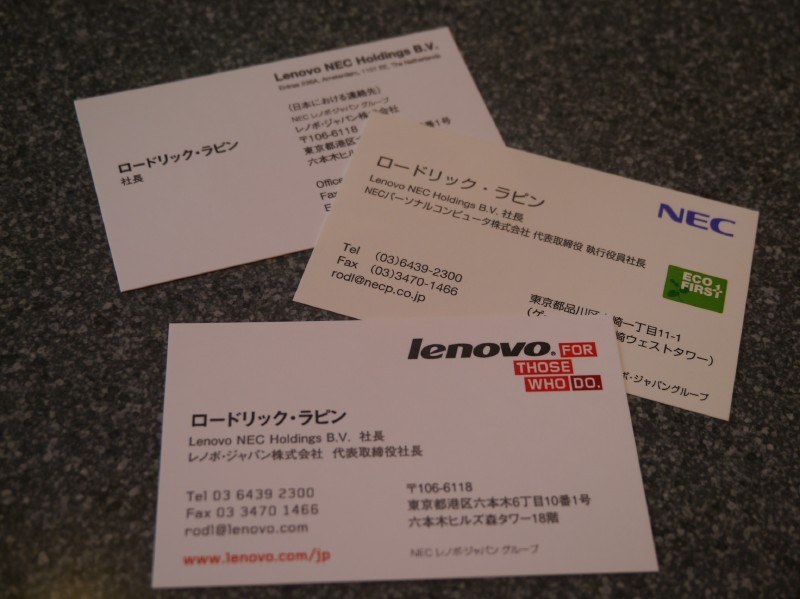 Lenovo NEC Holdings B.V.
Entrée 239A, Amsterdam, 1101 EE, The Netherlands
(日本における連絡先)
NEC レノボ・ジャパン グループ
レノボ・ジャパン株式会社
〒106-6118
東京都港区
番1号
六本木ヒル
Office
Fax
E
ロードリック・ラピン
社長
ロードリック・ラピン
Lenovo NEC Holdings B.V. 社長
NECパーソナルコンピュータ株式会社 代表取締役 執行役員社長
NEC
ECO
FIRST
Tel (03)6439-2300
Fax (03)3470-1466
rodl@necp.co.jp
東京都品川区
崎一丁目11-1
(ゲ
崎ウェストタワー)
ボ・ジャパングループ
lenovo FOR
THOSE
WHO DO.
ロードリック・ラピン
Lenovo NEC Holdings B.V. 社長
レノボ・ジャパン株式会社 代表取締役社長
Tel 03 6439 2300
Fax 03 3470 1466
rodl@lenovo.com
www.lenovo.com/jp
〒106-6118
東京都港区六本木6丁目10番1号
六本木ヒルズ森タワー18階
NEC レノボ・ジャパン グループ